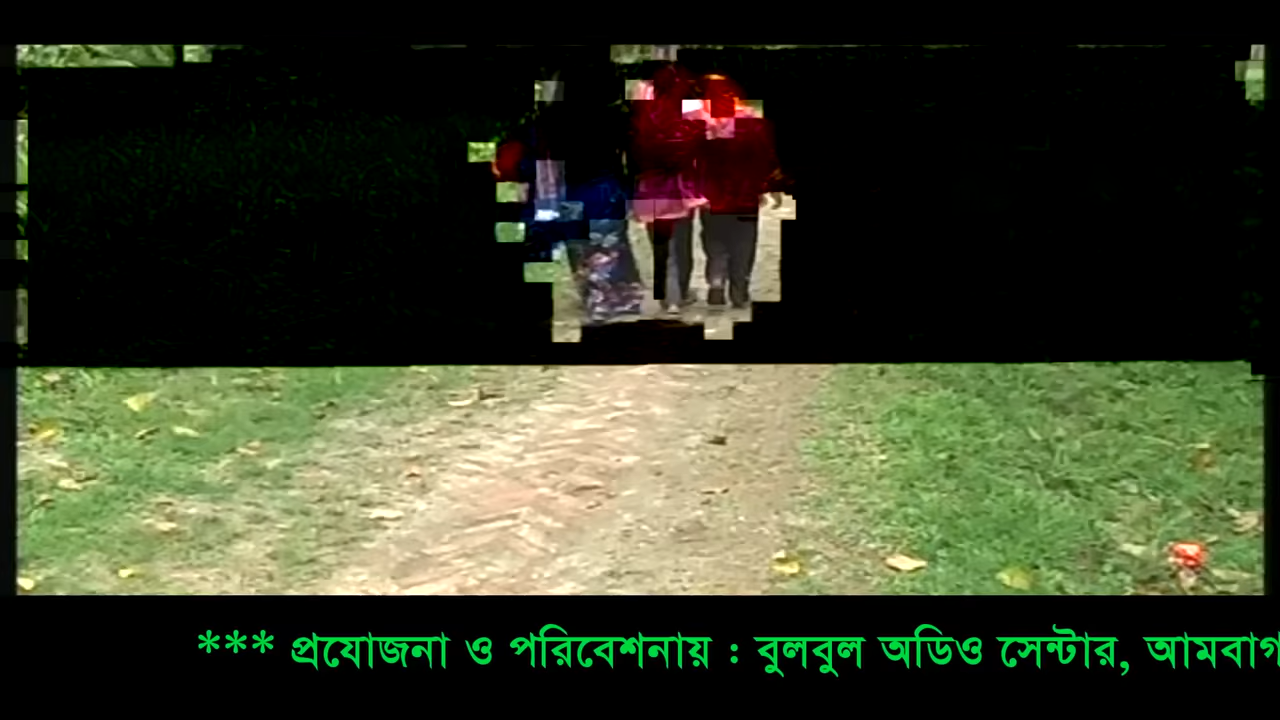 *** প্রযোজনা ও পরিবেশনায় : বুলবুল অডিও সেন্টার, আমবাগ